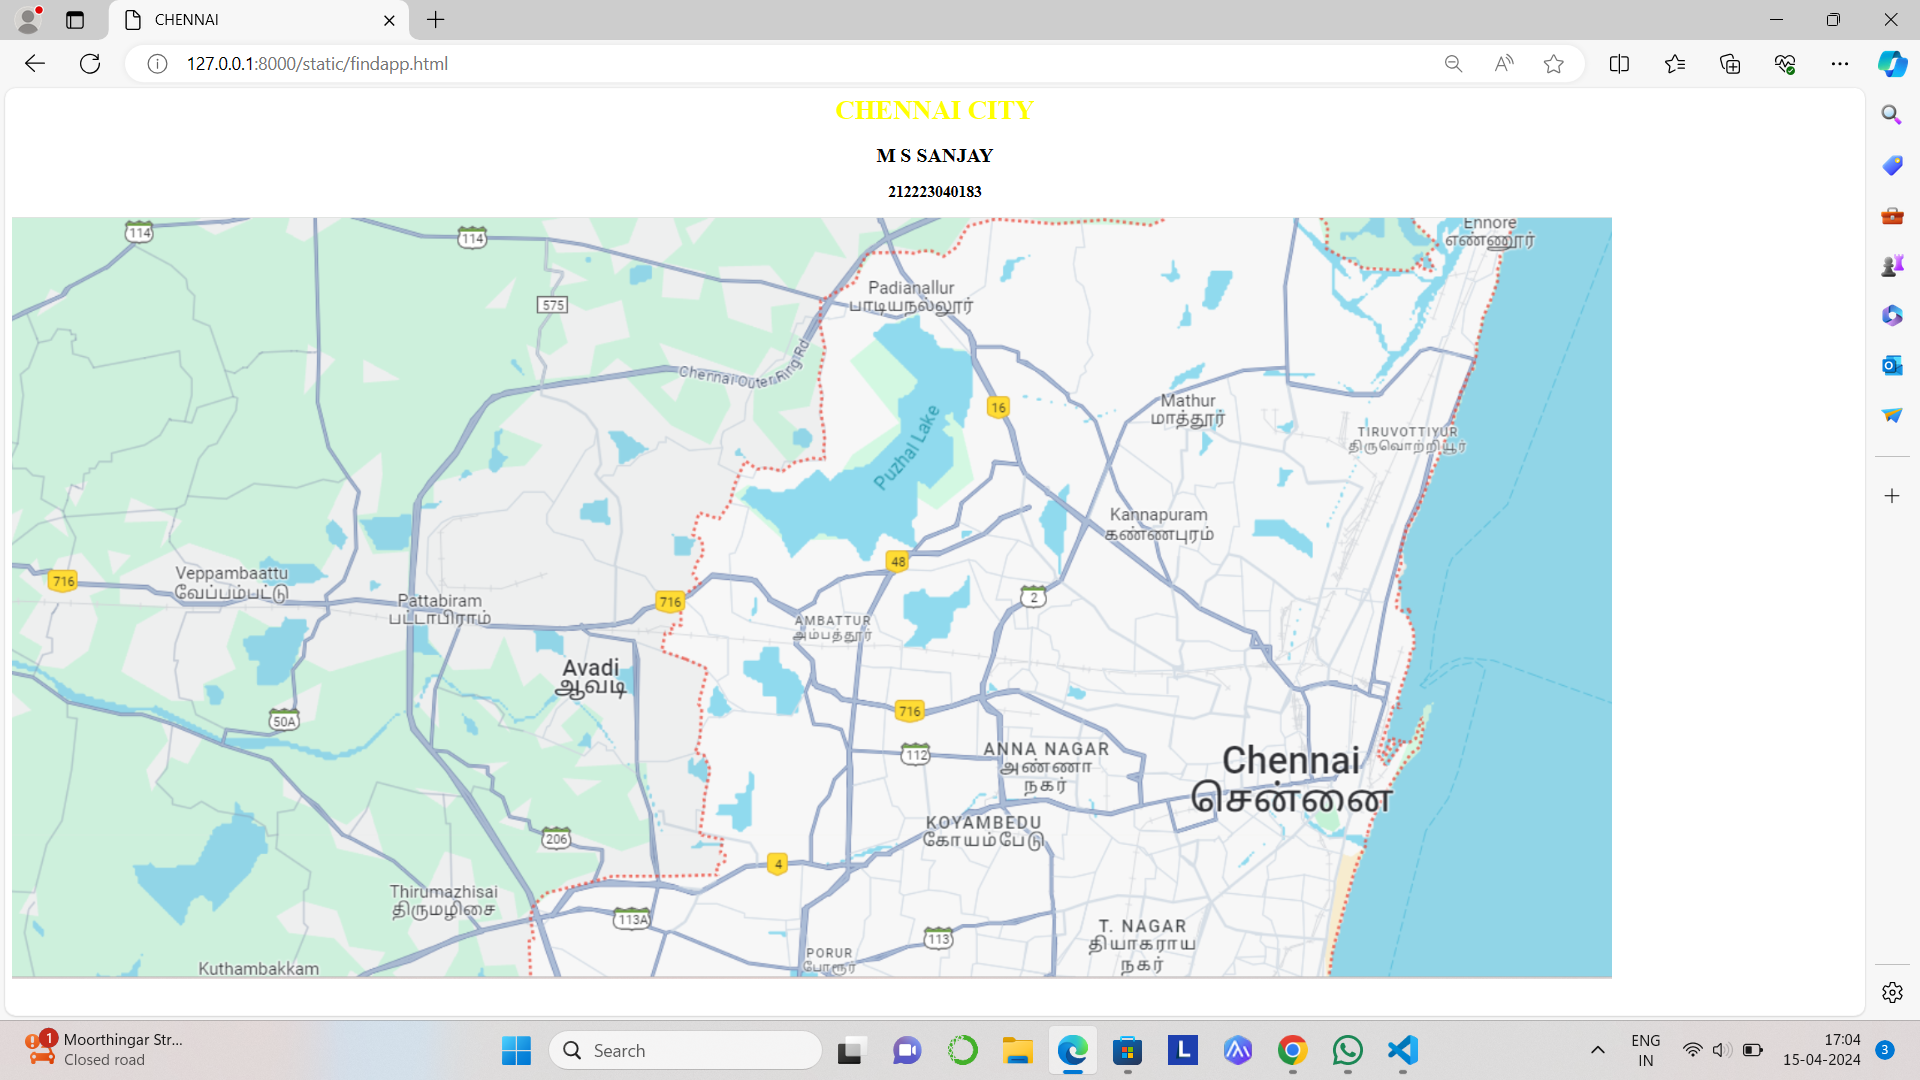 CHENNAI
127.0.0.1:8000/static/findapp.html
CHENNAI CITY
M S SANJAY
212223040183
114
114
Ennore
எண்ணூர்
575
Padianallur
பாடியநல்லூர்
Chennai Outer Ring Rd
16
Mathur
மாத்தூர்
Puzhal Lake
TIRUVOTTIYUR
திருவொற்றியூர்
Kannapuram
கண்ணபுரம்
48
716
Veppambaattu
வேப்பம்பட்டு
Pattabiram
பட்டாபிராம்
716
2
AMBATTUR
அம்பத்தூர்
Avadi
ஆவடி
50A
716
112
ANNA NAGAR
அண்ணா
நகர்
Chennai
சென்னை
KOYAMBEDU
கோயம்பேடு
206
4
Thirumazhisai
திருமழிசை
113A
113
T. NAGAR
தியாகராய
நகர்
PORUR
போரூர்
Kuthambakkam
1
Moorthingar Str...
Closed road
Search
L
ENG
IN
17:04
15-04-2024
3